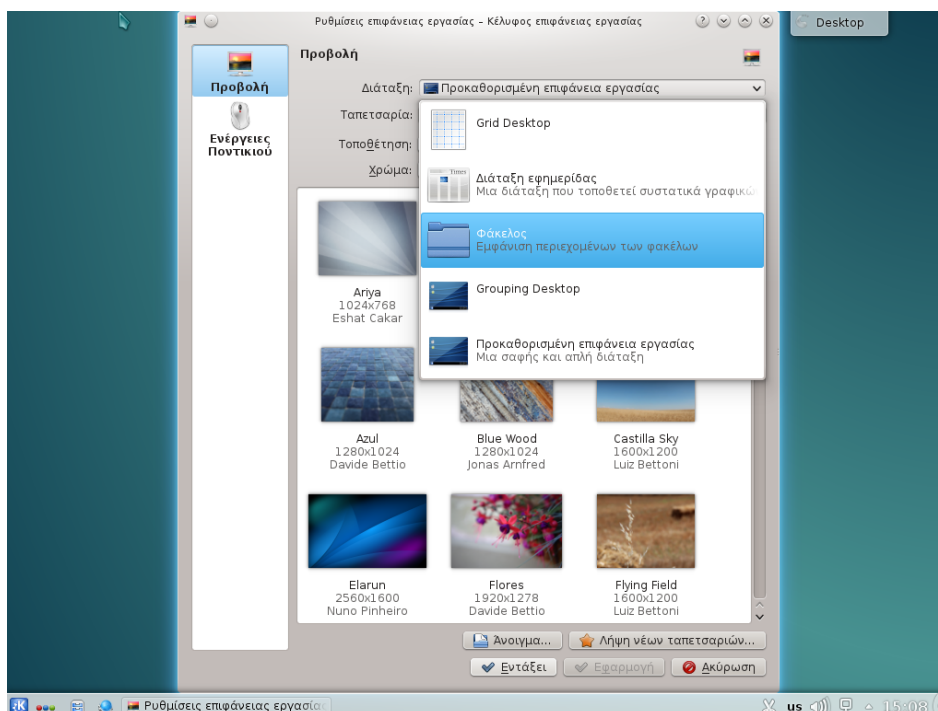 Ρυθμίσεις επιφάνειας εργασίας – Κέλυφος επιφάνειας εργασίας
Desktop
Προβολή
Ενέργειες
Ποντικιού
Προβολή
Διάταξη: Προκαθορισμένη επιφάνεια εργασίας
Ταπετσαρία:
Τοποθέτηση:
Χρώμα:
Grid Desktop
Διάταξη εφημερίδας
Μια διάταξη που τοποθετεί συστατικά γραφικώ
Φάκελος
Εμφάνιση περιεχομένων των φακέλων
Grouping Desktop
Προκαθορισμένη επιφάνεια εργασίας
Μια σαφής και απλή διάταξη
Ariya
1024x768
Eshat Cakar
Azul
1280x1024
Davide Bettio
Blue Wood
1280x1024
Jonas Arnfred
Castilla Sky
1600x1200
Luiz Bettoni
Elarun
2560x1600
Nuno Pinheiro
Flores
1920x1278
Davide Bettio
Flying Field
1600x1200
Luiz Bettoni
Άνοιγμα... Λήψη νέων ταπετσαριών...
Εντάξει Εφαρμογή Ακύρωση
Ρυθμίσεις επιφάνειας εργασία us 15:08